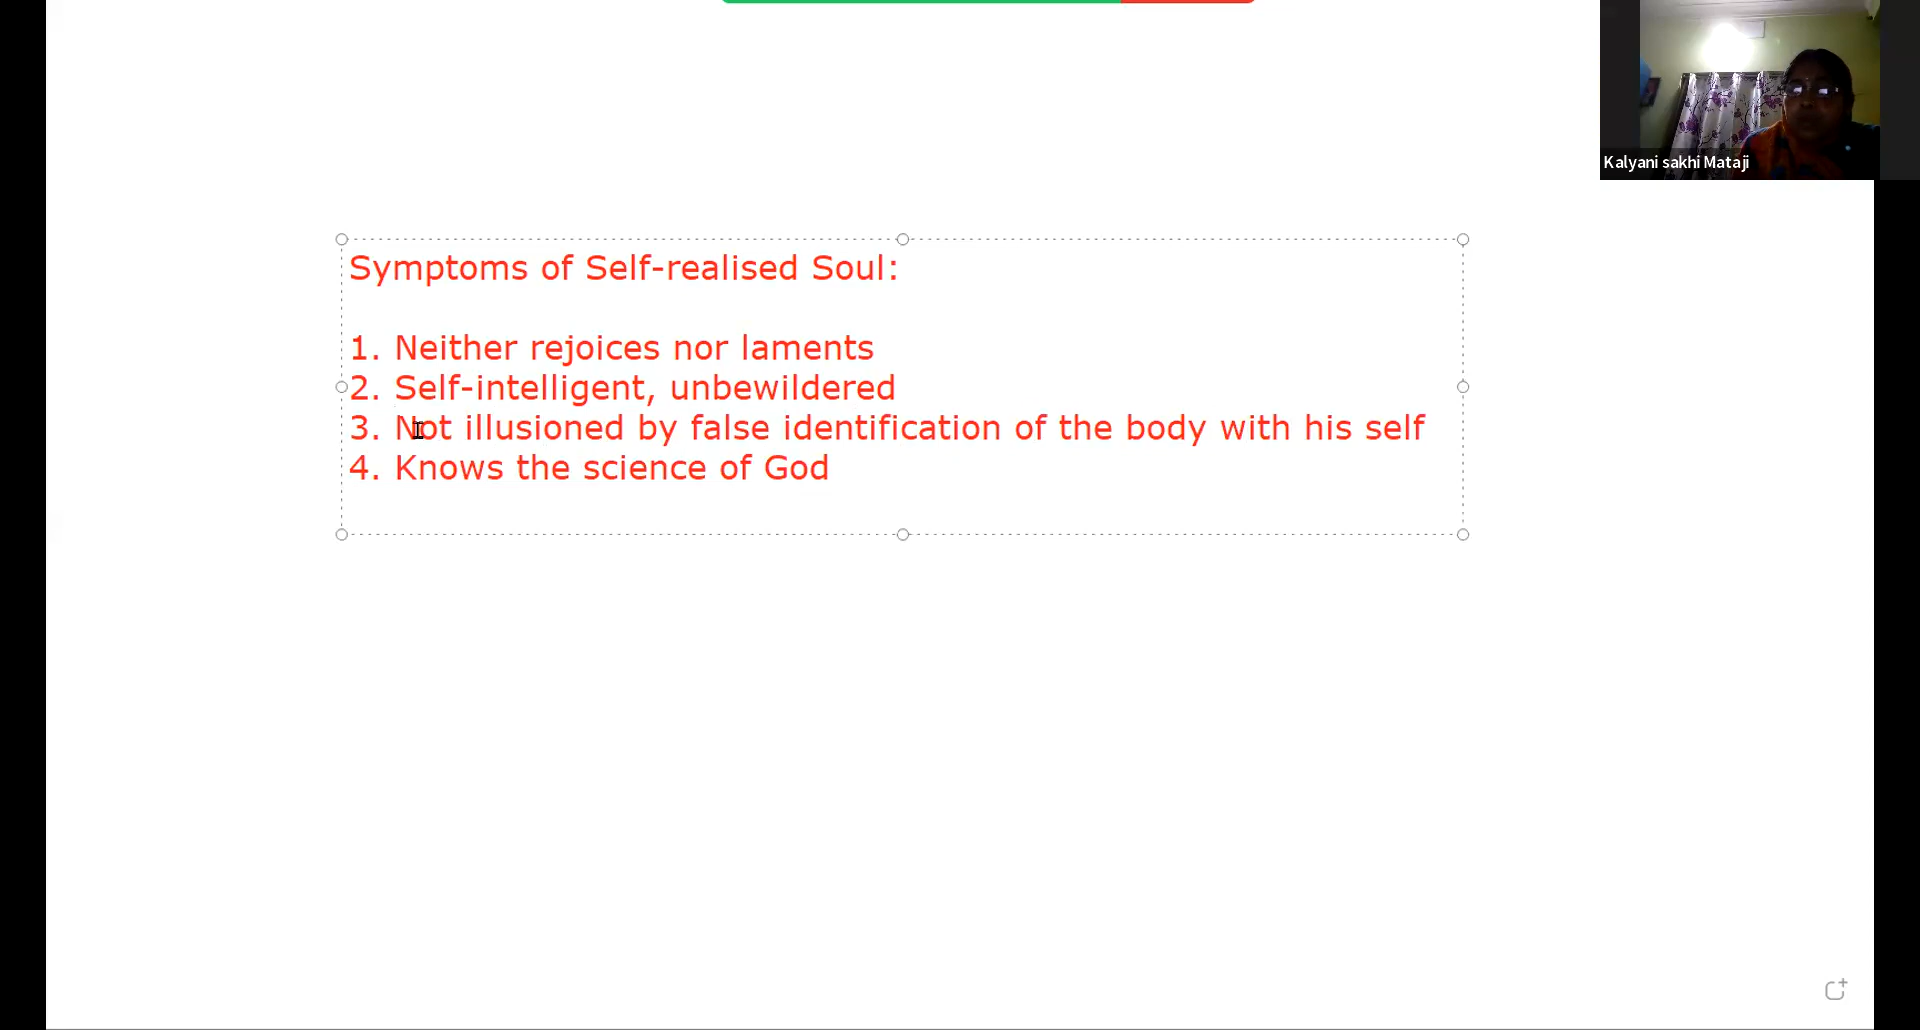 Kalyani sakhi Mataji
Symptoms of Self-realised Soul:
1. Neither rejoices nor laments
2. Self-intelligent, unbewildered
3. Not illusioned by false identification of the body with his self
4. Knows the science of God